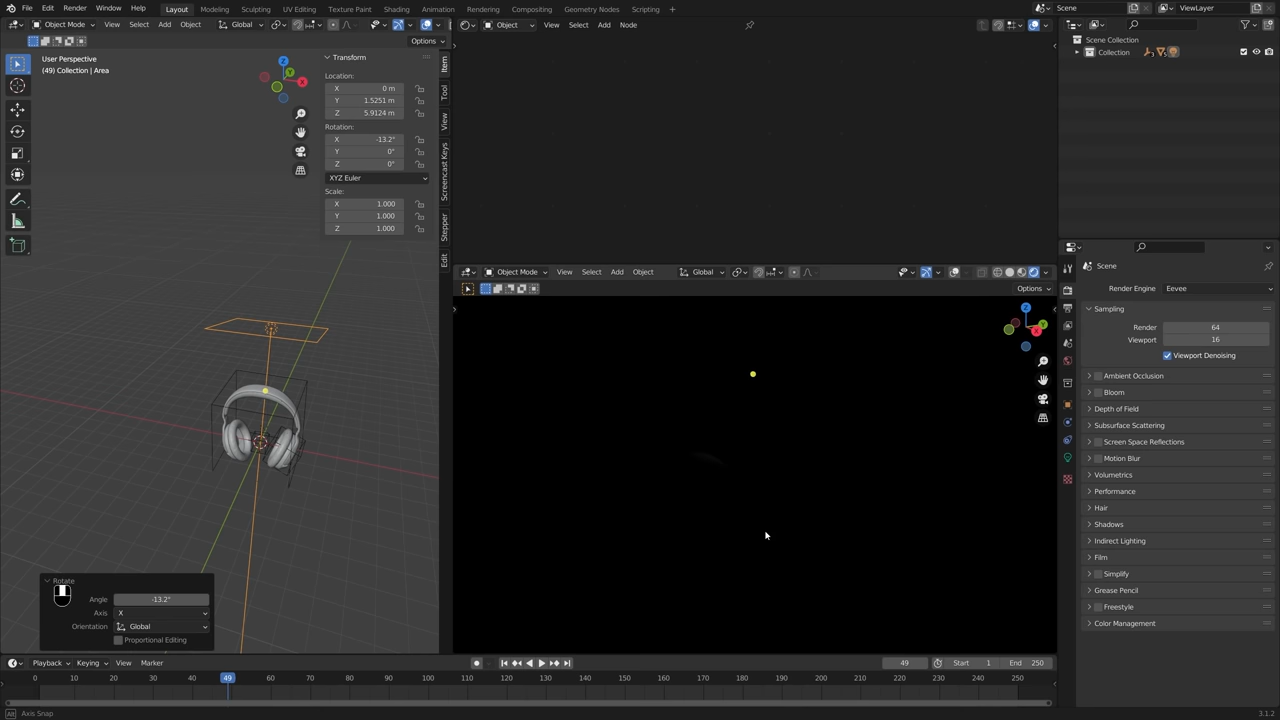 File Edit Render Window Help Layout Modeling Sculpting UV Editing Texture Paint Shading Animation Rendering Compositing Geometry Nodes Scripting Scene ViewLayer
Object Mode View Select Add Object Global Object View Select Add Node
Options
User Perspective
(49) Collection | Area
Transform
Location:
X 0 m
Y 1.5251 m
Z 5.9124 m
Rotation:
X -13.2°
Y 0°
Z 0°
XYZ Euler
Scale:
X 1.000
Y 1.000
Z 1.000
Item
Tool
View
Screencast Keys
Stepper
Edit
Rotate
Angle -13.2°
Axis X
Orientation Global
Proportional Editing
Object Mode View Select Add Object Global
Options
Scene Collection
Collection
Scene
Render Engine Eevee
Sampling
Render 64
Viewport 16
Viewport Denoising
Ambient Occlusion
Bloom
Depth of Field
Subsurface Scattering
Screen Space Reflections
Motion Blur
Volumetrics
Performance
Hair
Shadows
Indirect Lighting
Film
Simplify
Grease Pencil
Freestyle
Color Management
Playback Keying View Marker 49 Start 1 End 250
0 10 20 30 40 49 60 70 80 90 100 110 120 130 140 150 160 170 180 190 200 210 220 230 240 250
Axis Snap 3.1.2